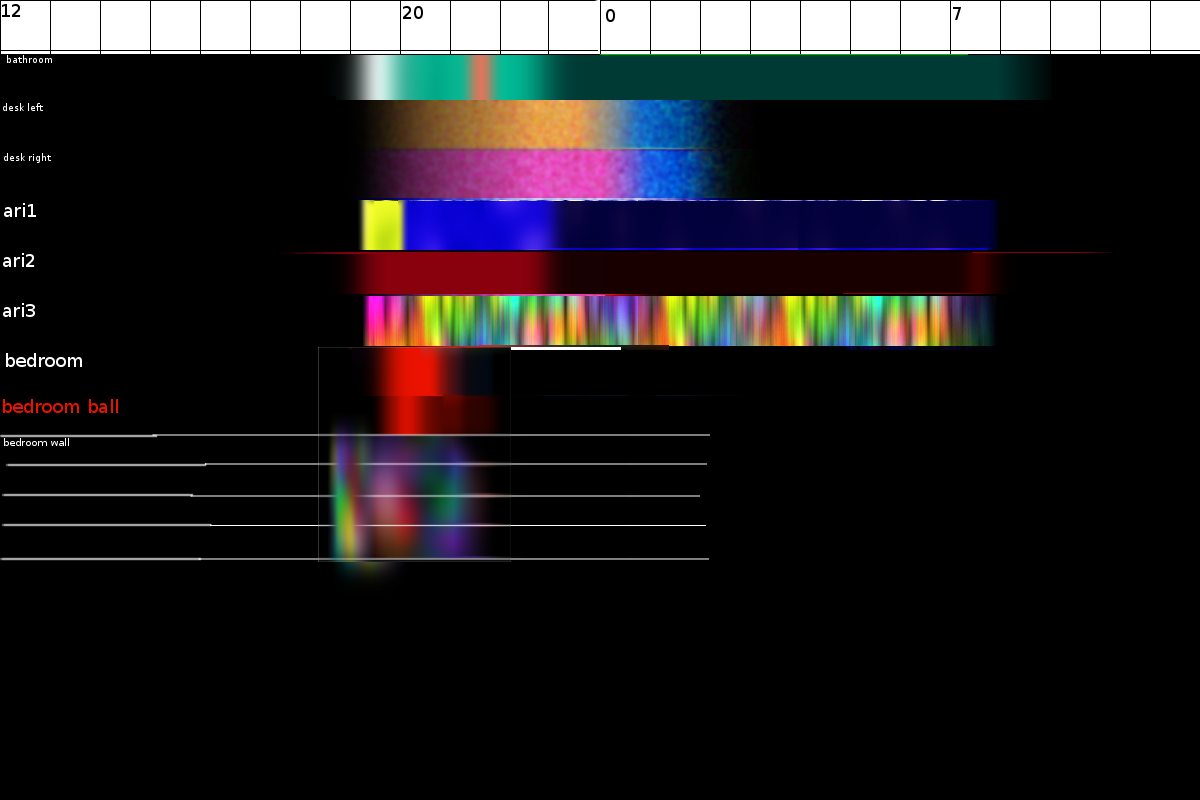 12 20 0 7
bathroom
desk left
desk right
ari1
ari2
ari3
bedroom
bedroom ball
bedroom wall